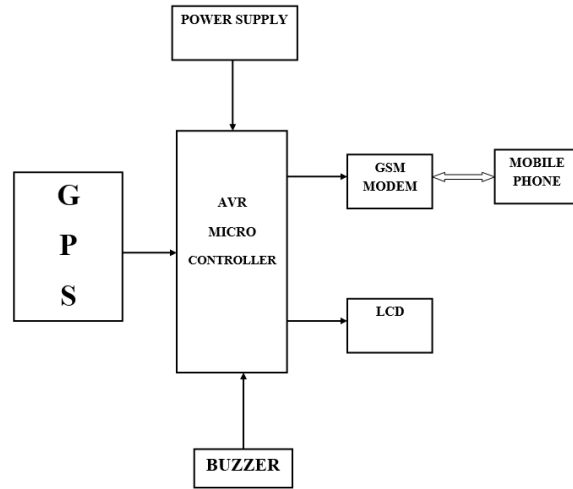 POWER SUPPLY
G
P
S
AVR
MICRO
CONTROLLER
GSM
MODEM
MOBILE
PHONE
LCD
BUZZER